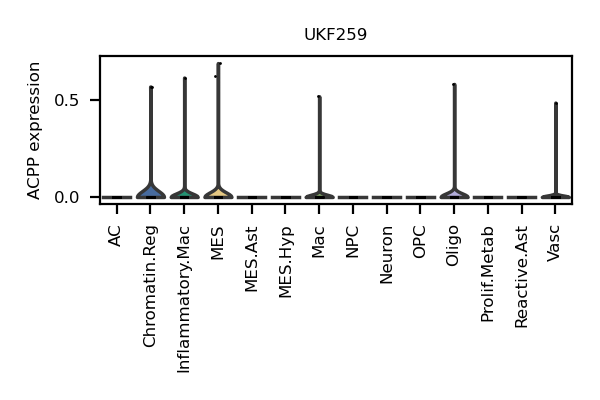 UKF259
ACPP expression
0.5
0.0
AC
Chromatin.Reg
Inflammatory.Mac
MES
MES.Ast
MES.Hyp
Mac
NPC
Neuron
OPC
Oligo
Prolif.Metab
Reactive.Ast
Vasc